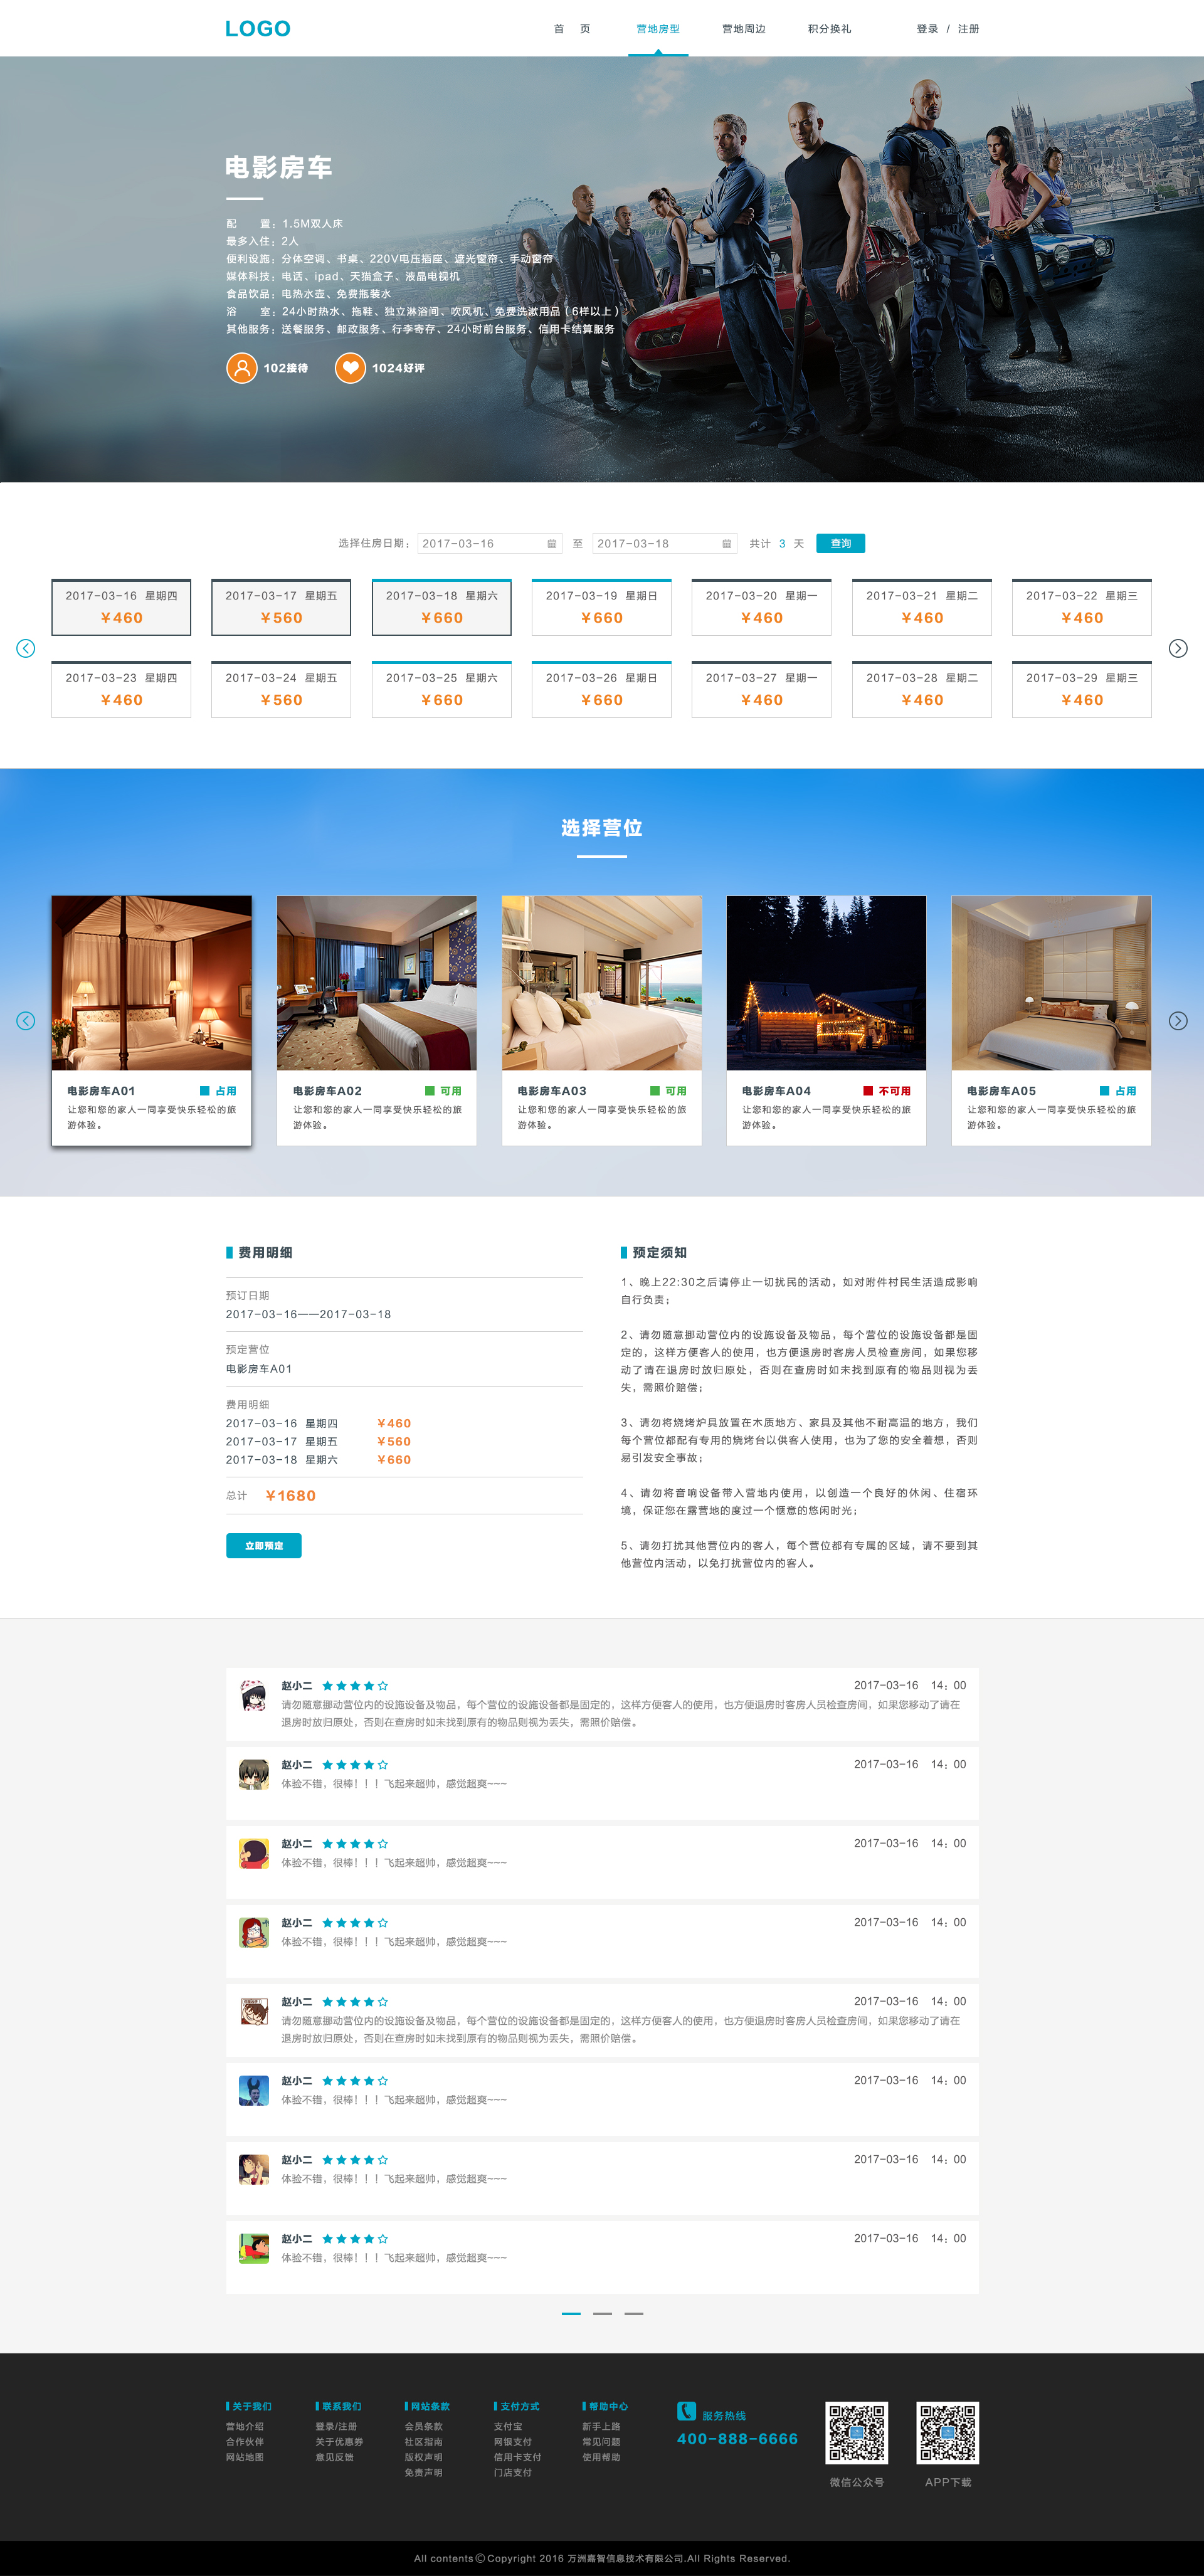 LOGO
首 页 营地房型 营地周边 积分换礼 登录 / 注册
电影房车
配 置：1.5M双人床
最多入住：2人
便利设施：分体空调、书桌、220V电压插座、遮光窗帘、手动窗帘
媒体科技：电话、ipad、天猫盒子、液晶电视机
食品饮品：电热水壶、免费瓶装水
浴 室：24小时热水、拖鞋、独立淋浴间、吹风机、免费洗漱用品（6样以上）
其他服务：送餐服务、邮政服务、行李寄存、24小时前台服务、信用卡结算服务
102接待 1024好评
选择住房日期： 2017-03-16 至 2017-03-18 共计 3 天 查询
2017-03-16 星期四 2017-03-17 星期五 2017-03-18 星期六 2017-03-19 星期日 2017-03-20 星期一 2017-03-21 星期二 2017-03-22 星期三
￥460 ￥560 ￥660 ￥660 ￥460 ￥460 ￥460
2017-03-23 星期四 2017-03-24 星期五 2017-03-25 星期六 2017-03-26 星期日 2017-03-27 星期一 2017-03-28 星期二 2017-03-29 星期三
￥460 ￥560 ￥660 ￥660 ￥460 ￥460 ￥460
选择营位
电影房车A01 占用
让您和您的家人一同享受快乐轻松的旅
游体验。
电影房车A02 可用
让您和您的家人一同享受快乐轻松的旅
游体验。
电影房车A03 可用
让您和您的家人一同享受快乐轻松的旅
游体验。
电影房车A04 不可用
让您和您的家人一同享受快乐轻松的旅
游体验。
电影房车A05 占用
让您和您的家人一同享受快乐轻松的旅
游体验。
费用明细
预订日期
2017-03-16——2017-03-18
预定营位
电影房车A01
费用明细
2017-03-16 星期四 ￥460
2017-03-17 星期五 ￥560
2017-03-18 星期六 ￥660
总计 ￥1680
立即预定
预定须知
1、晚上22:30之后请停止一切扰民的活动，如对附件村民生活造成影响
自行负责；
2、请勿随意挪动营位内的设施设备及物品，每个营位的设施设备都是固
定的，这样方便客人的使用，也方便退房时客房人员检查房间，如果您移
动了请在退房时放归原处，否则在查房时如未找到原有的物品则视为丢
失，需照价赔偿；
3、请勿将烧烤炉具放置在木质地方、家具及其他不耐高温的地方，我们
每个营位都配有专用的烧烤台以供客人使用，也为了您的安全着想，否则
易引发安全事故；
4、请勿将音响设备带入营地内使用，以创造一个良好的休闲、住宿环
境，保证您在露营地的度过一个惬意的悠闲时光；
5、请勿打扰其他营位内的客人，每个营位都有专属的区域，请不要到其
他营位内活动，以免打扰营位内的客人。
赵小二 2017-03-16 14：00
请勿随意挪动营位内的设施设备及物品，每个营位的设施设备都是固定的，这样方便客人的使用，也方便退房时客房人员检查房间，如果您移动了请在
退房时放归原处，否则在查房时如未找到原有的物品则视为丢失，需照价赔偿。
赵小二 2017-03-16 14：00
体验不错，很棒！！！飞起来超帅，感觉超爽~~~
赵小二 2017-03-16 14：00
体验不错，很棒！！！飞起来超帅，感觉超爽~~~
赵小二 2017-03-16 14：00
体验不错，很棒！！！飞起来超帅，感觉超爽~~~
赵小二 2017-03-16 14：00
请勿随意挪动营位内的设施设备及物品，每个营位的设施设备都是固定的，这样方便客人的使用，也方便退房时客房人员检查房间，如果您移动了请在
退房时放归原处，否则在查房时如未找到原有的物品则视为丢失，需照价赔偿。
赵小二 2017-03-16 14：00
体验不错，很棒！！！飞起来超帅，感觉超爽~~~
赵小二 2017-03-16 14：00
体验不错，很棒！！！飞起来超帅，感觉超爽~~~
赵小二 2017-03-16 14：00
体验不错，很棒！！！飞起来超帅，感觉超爽~~~
关于我们
营地介绍
合作伙伴
网站地图
联系我们
登录/注册
关于优惠券
意见反馈
网站条款
会员条款
社区指南
版权声明
免责声明
支付方式
支付宝
网银支付
信用卡支付
门店支付
帮助中心
新手上路
常见问题
使用帮助
服务热线
400-888-6666
微信公众号
APP下载
All contents©Copyright 2016 万洲嘉智信息技术有限公司.All Rights Reserved.